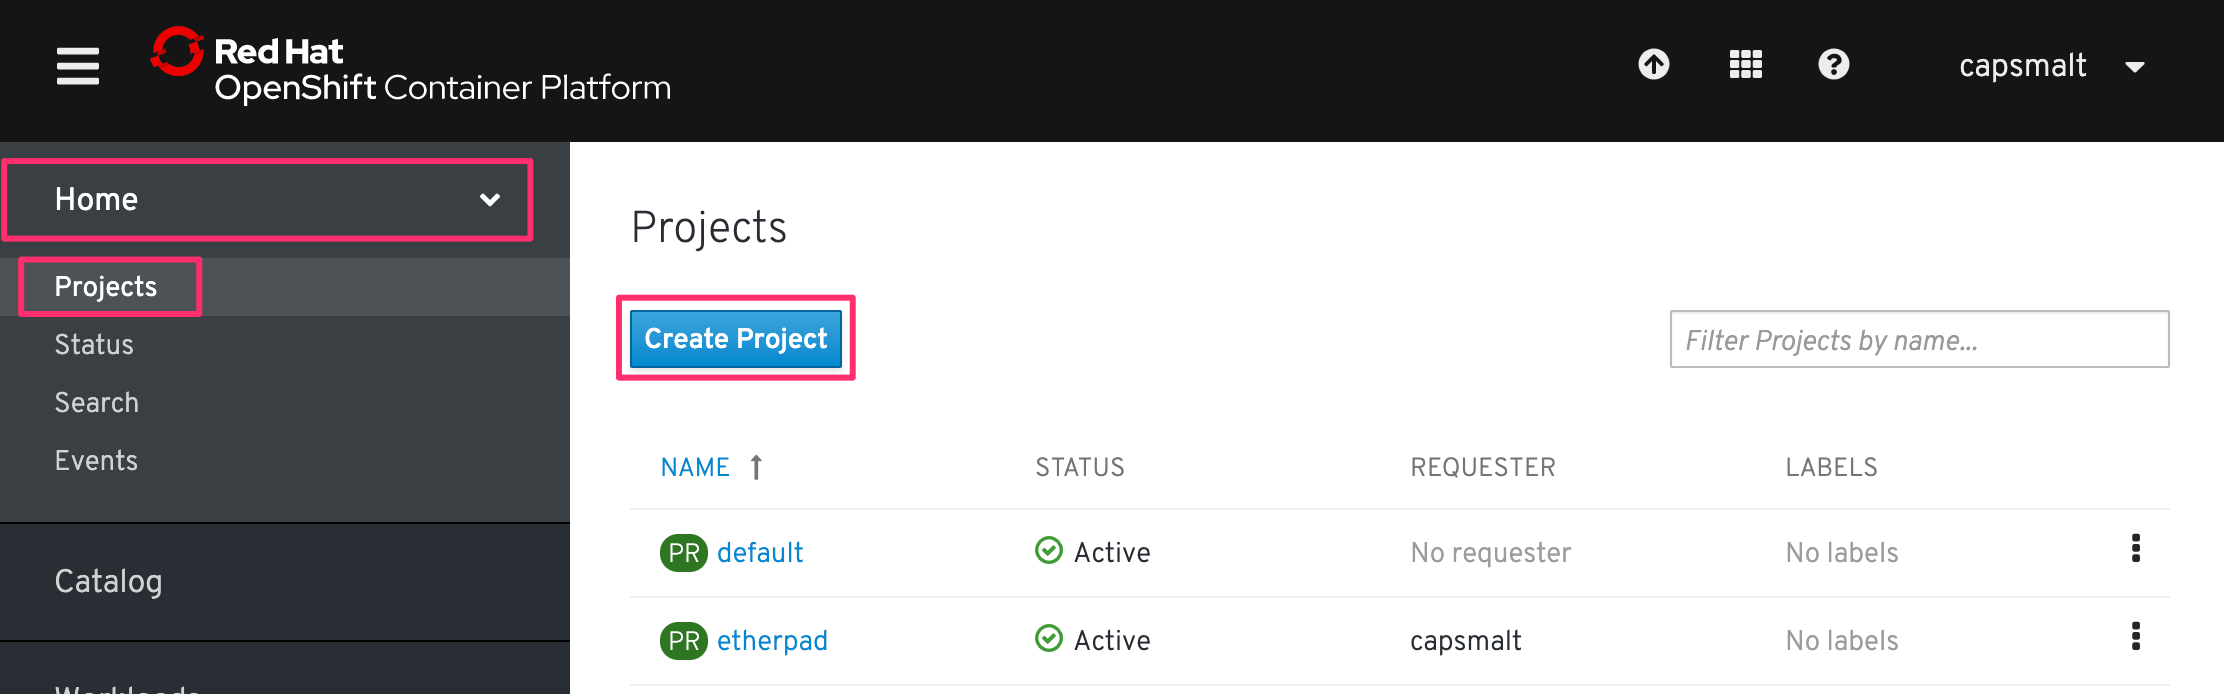 Red Hat
OpenShift Container Platform
capsmalt
Home
Projects
Status
Search
Events
Catalog
Workloads
Projects
Create Project
Filter Projects by name...
NAME STATUS REQUESTER LABELS
PR default Active No requester No labels
PR etherpad Active capsmalt No labels